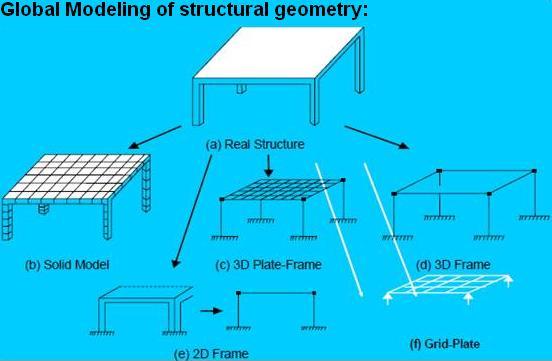 Global Modeling of structural geometry:
(a) Real Structure
(b) Solid Model
(c) 3D Plate-Frame
(d) 3D Frame
(e) 2D Frame
(f) Grid-Plate